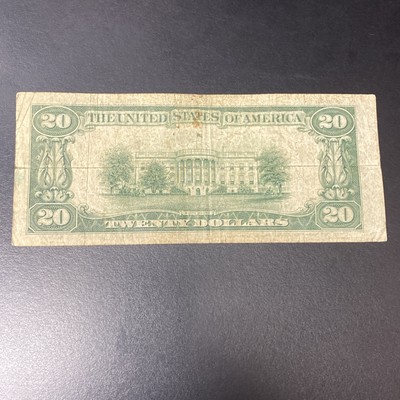 20 THE UNITED STATES OF AMERICA 20
20 TWENTY DOLLARS 20